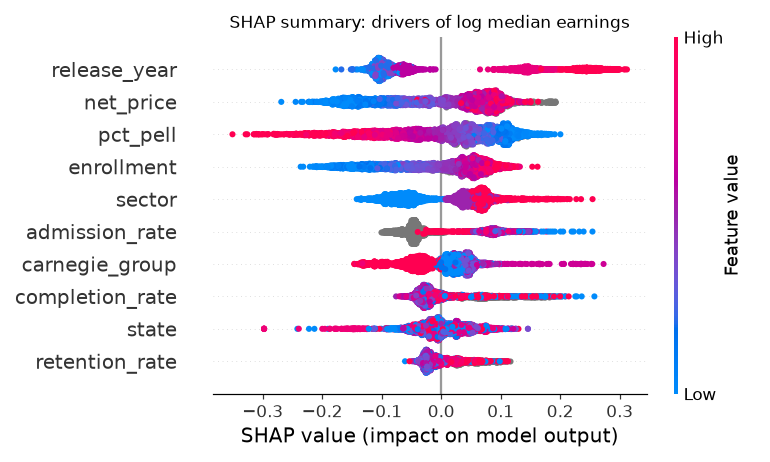 SHAP summary: drivers of log median earnings
release_year
net_price
pct_pell
enrollment
sector
admission_rate
carnegie_group
completion_rate
state
retention_rate
−0.3 −0.2 −0.1 0.0 0.1 0.2 0.3
SHAP value (impact on model output)
High
Low
Feature value